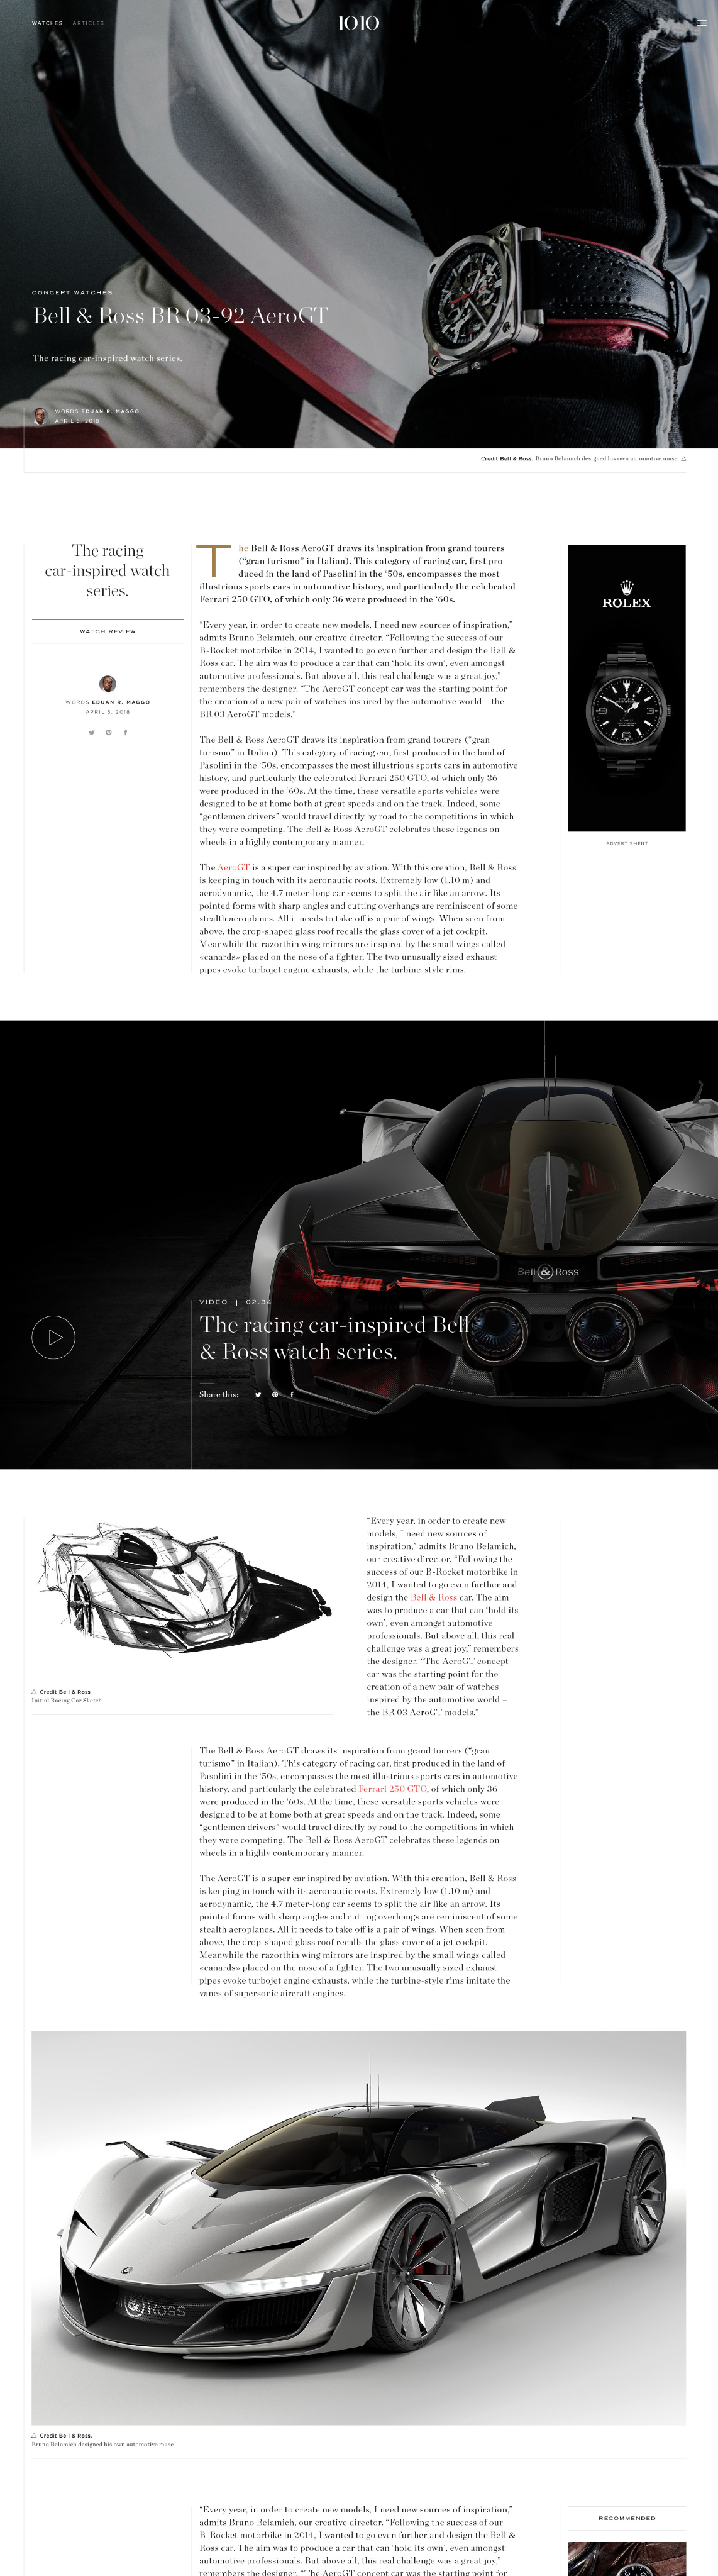 WATCHES ARTICLES
1010
CONCEPT WATCHES
Bell & Ross BR 03-92 AeroGT
The racing car-inspired watch series.
WORDS EDUAN R. MAGGO
APRIL 5, 2018
Credit Bell & Ross. Bruno Belamich designed his own automotive muse
The racing
car-inspired watch
series.
WATCH REVIEW
WORDS EDUAN R. MAGGO
APRIL 5, 2018
The Bell & Ross AeroGT draws its inspiration from grand tourers
(“gran turismo” in Italian). This category of racing car, first pro
duced in the land of Pasolini in the ‘50s, encompasses the most
illustrious sports cars in automotive history, and particularly the celebrated
Ferrari 250 GTO, of which only 36 were produced in the ‘60s.
“Every year, in order to create new models, I need new sources of inspiration,”
admits Bruno Belamich, our creative director. “Following the success of our
B-Rocket motorbike in 2014, I wanted to go even further and design the Bell &
Ross car. The aim was to produce a car that can ‘hold its own’, even amongst
automotive professionals. But above all, this real challenge was a great joy,”
remembers the designer. “The AeroGT concept car was the starting point for
the creation of a new pair of watches inspired by the automotive world – the
BR 03 AeroGT models.”
The Bell & Ross AeroGT draws its inspiration from grand tourers (“gran
turismo” in Italian). This category of racing car, first produced in the land of
Pasolini in the ‘50s, encompasses the most illustrious sports cars in automotive
history, and particularly the celebrated Ferrari 250 GTO, of which only 36
were produced in the ‘60s. At the time, these versatile sports vehicles were
designed to be at home both at great speeds and on the track. Indeed, some
“gentlemen drivers” would travel directly by road to the competitions in which
they were competing. The Bell & Ross AeroGT celebrates these legends on
wheels in a highly contemporary manner.
The AeroGT is a super car inspired by aviation. With this creation, Bell & Ross
is keeping in touch with its aeronautic roots. Extremely low (1.10 m) and
aerodynamic, the 4.7 meter-long car seems to split the air like an arrow. Its
pointed forms with sharp angles and cutting overhangs are reminiscent of some
stealth aeroplanes. All it needs to take off is a pair of wings. When seen from
above, the drop-shaped glass roof recalls the glass cover of a jet cockpit.
Meanwhile the razorthin wing mirrors are inspired by the small wings called
«canards» placed on the nose of a fighter. The two unusually sized exhaust
pipes evoke turbojet engine exhausts, while the turbine-style rims.
ROLEX
ADVERTISMENT
Bell & Ross
VIDEO | 02.34
The racing car-inspired Bell
& Ross watch series.
Share this:
Credit Bell & Ross
Initial Racing Car Sketch
“Every year, in order to create new
models, I need new sources of
inspiration,” admits Bruno Belamich,
our creative director. “Following the
success of our B-Rocket motorbike in
2014, I wanted to go even further and
design the Bell & Ross car. The aim
was to produce a car that can ‘hold its
own’, even amongst automotive
professionals. But above all, this real
challenge was a great joy,” remembers
the designer. “The AeroGT concept
car was the starting point for the
creation of a new pair of watches
inspired by the automotive world –
the BR 03 AeroGT models.”
The Bell & Ross AeroGT draws its inspiration from grand tourers (“gran
turismo” in Italian). This category of racing car, first produced in the land of
Pasolini in the ‘50s, encompasses the most illustrious sports cars in automotive
history, and particularly the celebrated Ferrari 250 GTO, of which only 36
were produced in the ‘60s. At the time, these versatile sports vehicles were
designed to be at home both at great speeds and on the track. Indeed, some
“gentlemen drivers” would travel directly by road to the competitions in which
they were competing. The Bell & Ross AeroGT celebrates these legends on
wheels in a highly contemporary manner.
The AeroGT is a super car inspired by aviation. With this creation, Bell & Ross
is keeping in touch with its aeronautic roots. Extremely low (1.10 m) and
aerodynamic, the 4.7 meter-long car seems to split the air like an arrow. Its
pointed forms with sharp angles and cutting overhangs are reminiscent of some
stealth aeroplanes. All it needs to take off is a pair of wings. When seen from
above, the drop-shaped glass roof recalls the glass cover of a jet cockpit.
Meanwhile the razorthin wing mirrors are inspired by the small wings called
«canards» placed on the nose of a fighter. The two unusually sized exhaust
pipes evoke turbojet engine exhausts, while the turbine-style rims imitate the
vanes of supersonic aircraft engines.
& Ross
Credit Bell & Ross.
Bruno Belamich designed his own automotive muse
“Every year, in order to create new models, I need new sources of inspiration,”
admits Bruno Belamich, our creative director. “Following the success of our
B-Rocket motorbike in 2014, I wanted to go even further and design the Bell &
Ross car. The aim was to produce a car that can ‘hold its own’, even amongst
automotive professionals. But above all, this real challenge was a great joy,”
remembers the designer. “The AeroGT concept car was the starting point for
RECOMMENDED